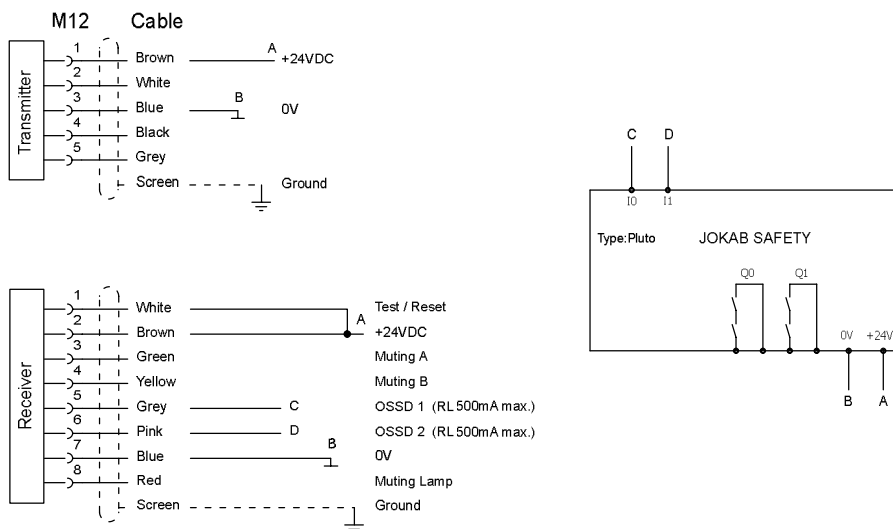 M12 Cable
Transmitter
1 Brown A +24VDC
2 White
3 Blue B 0V
4 Black
5 Grey
Screen Ground
Receiver
1 White Test / Reset
2 Brown A +24VDC
3 Green Muting A
4 Yellow Muting B
5 Grey C OSSD 1 (RL 500mA max.)
6 Pink D OSSD 2 (RL 500mA max.)
7 Blue B 0V
8 Red Muting Lamp
Screen Ground
C D
I0 I1
Type:Pluto JOKAB SAFETY
Q0 Q1
0V +24V
B A